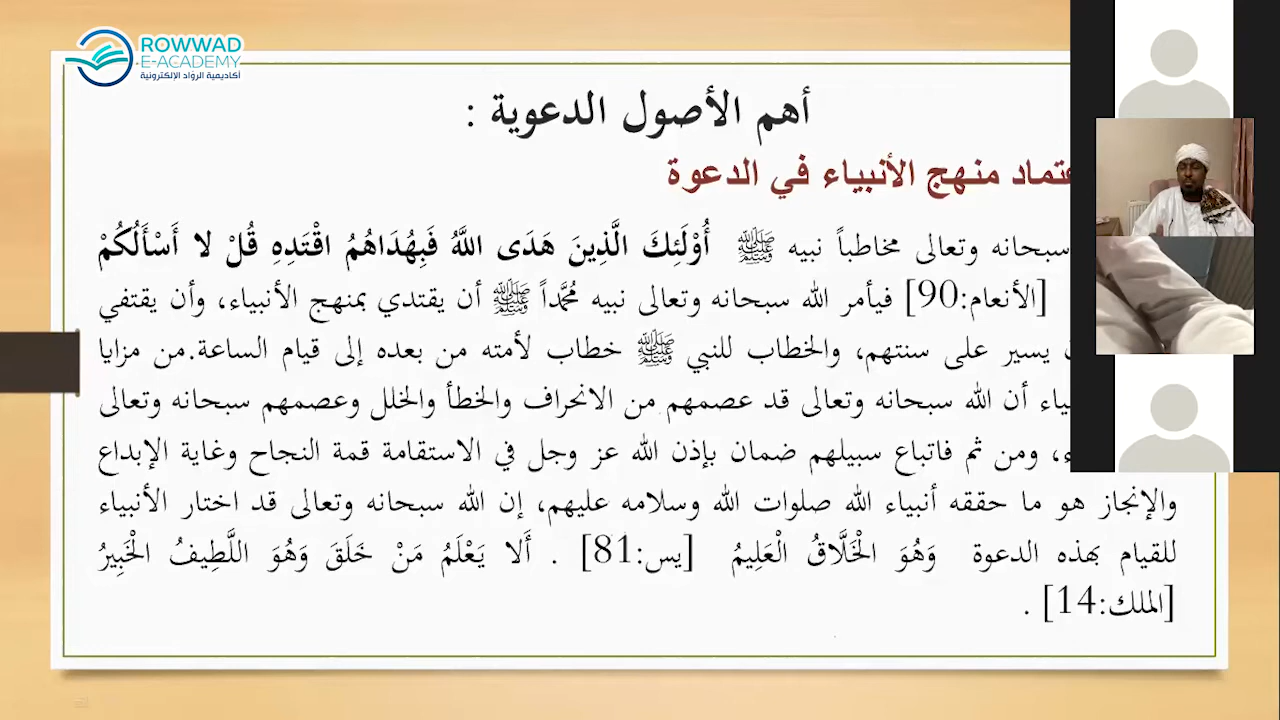 ROWWAD
E-ACADEMY
أكاديمية الرواد الإلكترونية
أهم الأصول الدعوية :
منهج الأنبياء في الدعوة
سبحانه وتعالى مخاطباً نبيه ﷺ أُوْلَئِكَ الَّذِينَ هَدَى اللَّهُ فَبِهُدَاهُمُ اقْتَدِهِ قُلْ لا أَسْأَلُكُمْ
[الأنعام:90] فيأمر الله سبحانه وتعالى نبيه مُحمَّداً ﷺ أن يقتدي بمنهج الأنبياء، وأن يقتفي
يسير على سنتهم، والخطاب للنبي ﷺ خطاب لأمته من بعده إلى قيام الساعة.من مزايا
أن الله سبحانه وتعالى قد عصمهم من الانحراف والخطأ والخلل وعصمهم سبحانه وتعالى
ومن ثم فاتباع سبيلهم ضمان بإذن الله عز وجل في الاستقامة قمة النجاح وغاية الإبداع
والإنجاز هو ما حققه أنبياء الله صلوات الله وسلامه عليهم، إن الله سبحانه وتعالى قد اختار الأنبياء
للقيام بهذه الدعوة وَهُوَ الْخَلَّاقُ الْعَلِيمُ [يس:81] . أَلا يَعْلَمُ مَنْ خَلَقَ وَهُوَ اللَّطِيفُ الْخَبِيرُ
[الملك:14] .